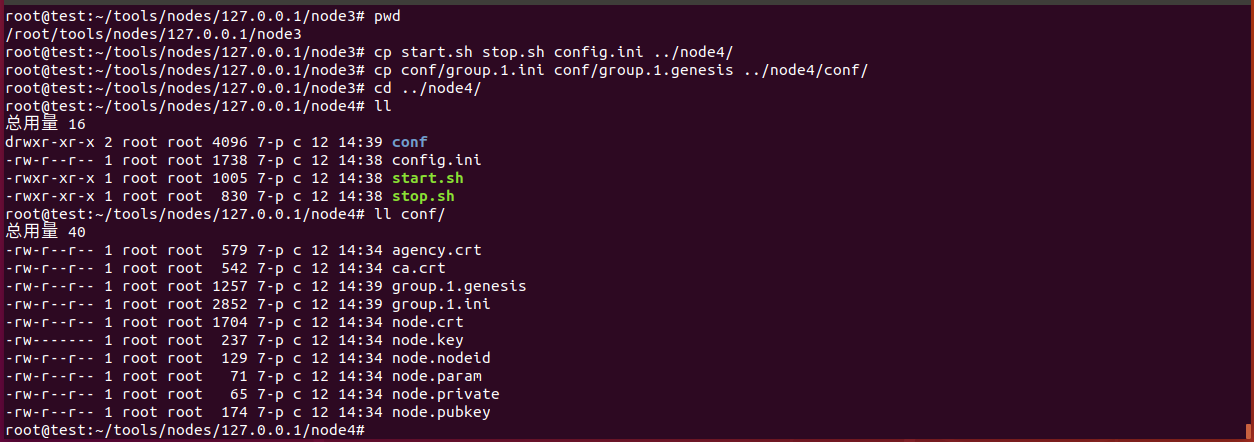 root@test:~/tools/nodes/127.0.0.1/node3# pwd
/root/tools/nodes/127.0.0.1/node3
root@test:~/tools/nodes/127.0.0.1/node3# cp start.sh stop.sh config.ini ../node4/
root@test:~/tools/nodes/127.0.0.1/node3# cp conf/group.1.ini conf/group.1.genesis ../node4/conf/
root@test:~/tools/nodes/127.0.0.1/node3# cd ../node4/
root@test:~/tools/nodes/127.0.0.1/node4# ll
总用量 16
drwxr-xr-x 2 root root 4096 7-p c 12 14:39 conf
-rw-r--r-- 1 root root 1738 7-p c 12 14:38 config.ini
-rwxr-xr-x 1 root root 1005 7-p c 12 14:38 start.sh
-rwxr-xr-x 1 root root  830 7-p c 12 14:38 stop.sh
root@test:~/tools/nodes/127.0.0.1/node4# ll conf/
总用量 40
-rw-r--r-- 1 root root  579 7-p c 12 14:34 agency.crt
-rw-r--r-- 1 root root  542 7-p c 12 14:34 ca.crt
-rw-r--r-- 1 root root 1257 7-p c 12 14:39 group.1.genesis
-rw-r--r-- 1 root root 2852 7-p c 12 14:39 group.1.ini
-rw-r--r-- 1 root root 1704 7-p c 12 14:34 node.crt
-rw------- 1 root root  237 7-p c 12 14:34 node.key
-rw-r--r-- 1 root root  129 7-p c 12 14:34 node.nodeid
-rw-r--r-- 1 root root   71 7-p c 12 14:34 node.param
-rw-r--r-- 1 root root   65 7-p c 12 14:34 node.private
-rw-r--r-- 1 root root  174 7-p c 12 14:34 node.pubkey
root@test:~/tools/nodes/127.0.0.1/node4#